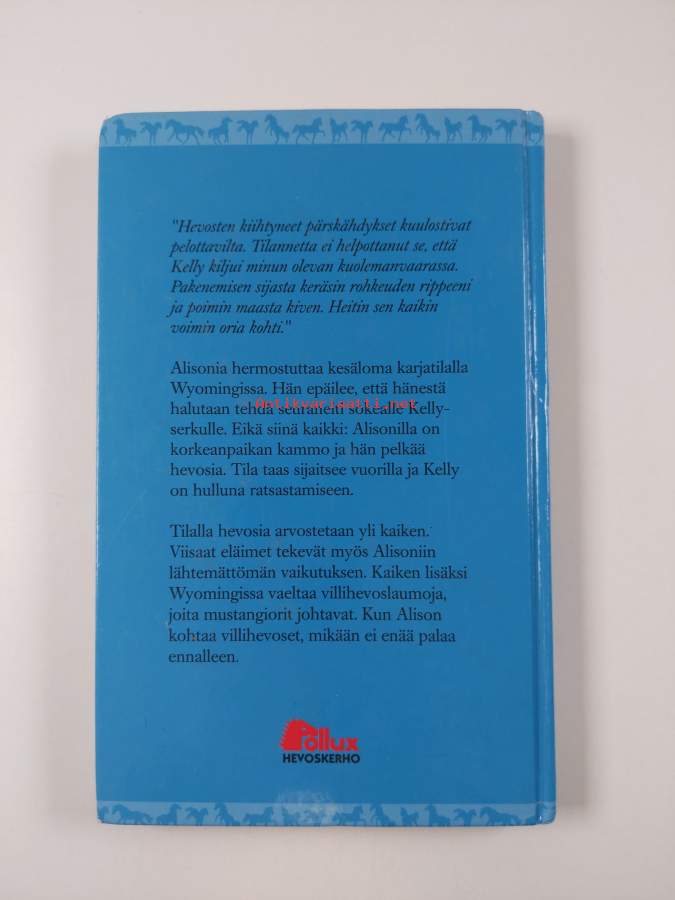 "Hevosten kiihtyneet pärskähdykset kuulostivat
pelottavilta. Tilannetta ei helpottanut se, että
Kelly kiljui minun olevan kuolemanvaarassa.
Pakenemisen sijasta keräsin rohkeuden rippeeni
ja poimin maasta kiven. Heitin sen kaikin
voimin oria kohti."
Alisonia hermostuttaa kesäloma karjatilalla
Wyomingissa. Hän epäilee, että hänestä
halutaan tehdä seuraneiti sokealle Kelly-
Antikvariaatti.net
serkulle. Eikä siinä kaikki: Alisonilla on
korkeanpaikan kammo ja hän pelkää
hevosia. Tila taas sijaitsee vuorilla ja Kelly
on hulluna ratsastamiseen.
Tilalla hevosia arvostetaan yli kaiken.
Viisaat eläimet tekevät myös Alisoniin
lähtemättömän vaikutuksen. Kaiken lisäksi
Wyomingissa vaeltaa villihevoslaumoja,
joita mustangiorit johtavat. Kun Alison
kohtaa villihevoset, mikään ei enää palaa
ennalleen.
Pollux
HEVOSKERHO